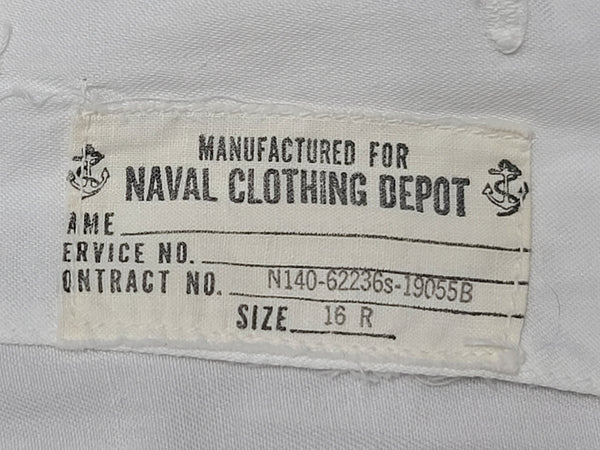 MANUFACTURED FOR
NAVAL CLOTHING DEPOT
AME
ERVICE NO.
ONTRACT NO. N140-62236s-19055B
SIZE 16 R